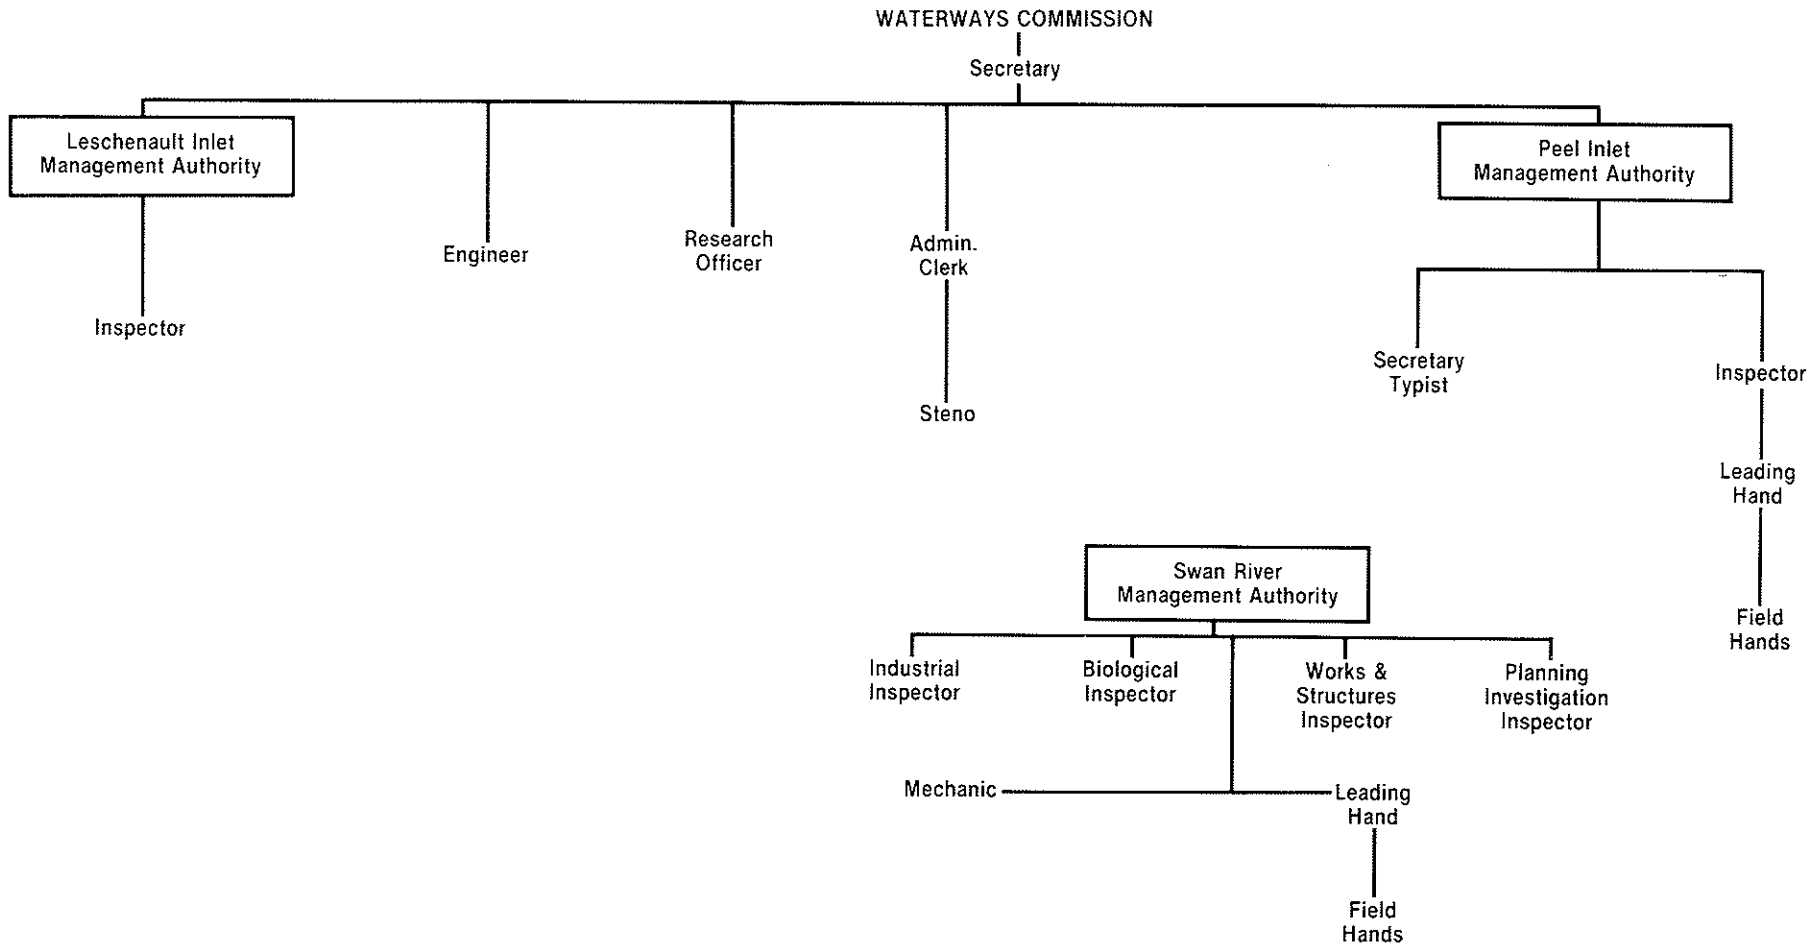 WATERWAYS COMMISSION
Secretary
Leschenault Inlet
Management Authority
Peel Inlet
Management Authority
Engineer
Research
Officer
Admin.
Clerk
Inspector
Steno
Secretary
Typist
Inspector
Leading
Hand
Field
Hands
Swan River
Management Authority
Industrial
Inspector
Biological
Inspector
Works &
Structures
Inspector
Planning
Investigation
Inspector
Mechanic
Leading
Hand
Field
Hands